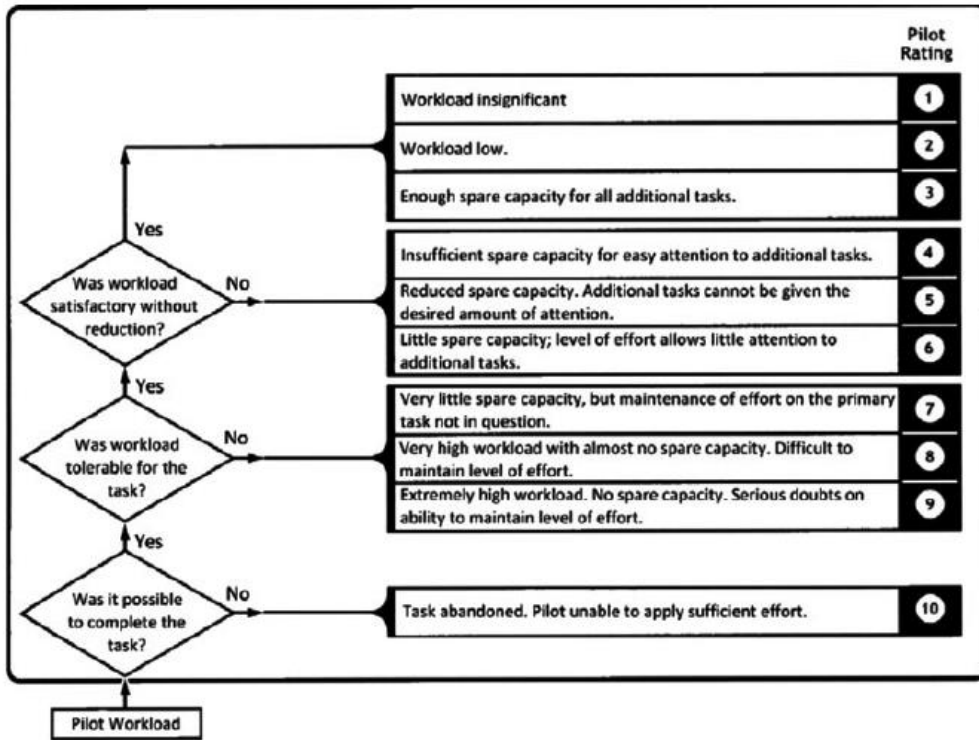 Pilot
Rating
Workload insignificant
1
Workload low.
2
Enough spare capacity for all additional tasks.
3
Yes
Was workload
satisfactory without
reduction?
No
Insufficient spare capacity for easy attention to additional tasks.
4
Reduced spare capacity. Additional tasks cannot be given the
desired amount of attention.
5
Little spare capacity; level of effort allows little attention to
additional tasks.
6
Yes
Was workload
tolerable for the
task?
No
Very little spare capacity, but maintenance of effort on the primary
task not in question.
7
Very high workload with almost no spare capacity. Difficult to
maintain level of effort.
8
Extremely high workload. No spare capacity. Serious doubts on
ability to maintain level of effort.
9
Yes
Was it possible
to complete the
task?
No
Task abandoned. Pilot unable to apply sufficient effort.
10
Pilot Workload